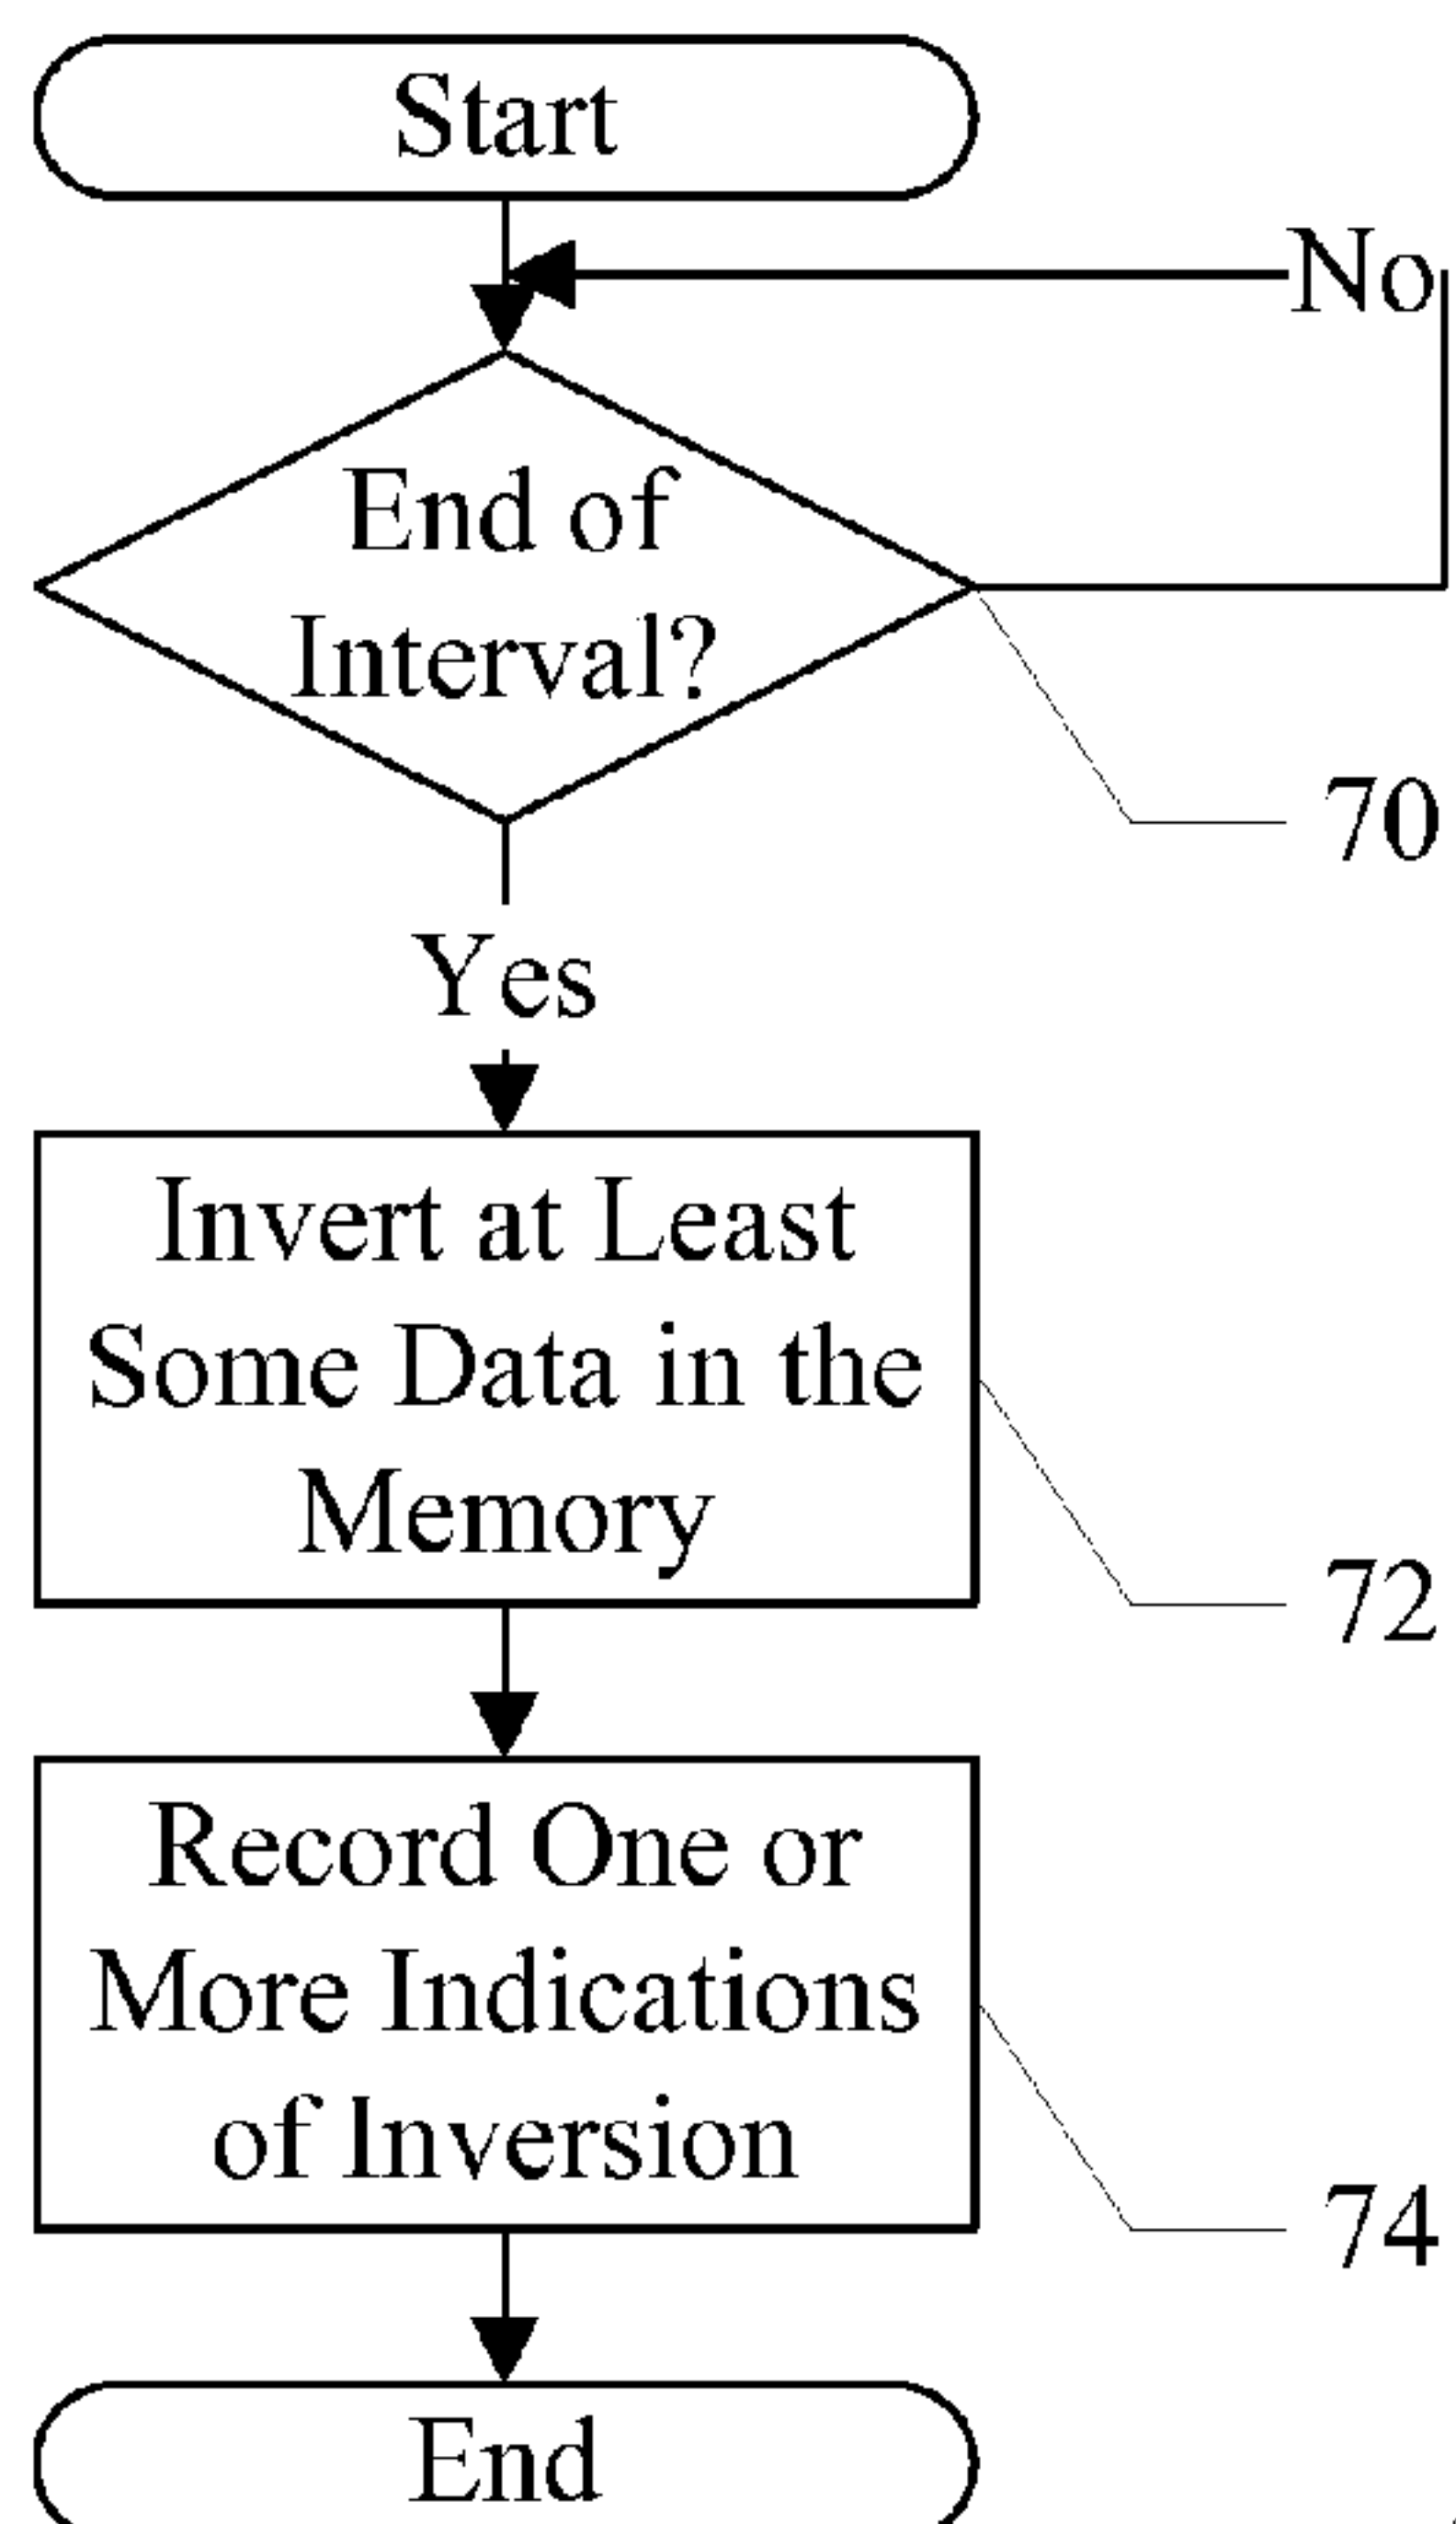 Start
No
End of
Interval?
70
Yes
Invert at Least
Some Data in the
Memory
72
Record One or
More Indications
of Inversion
74
End